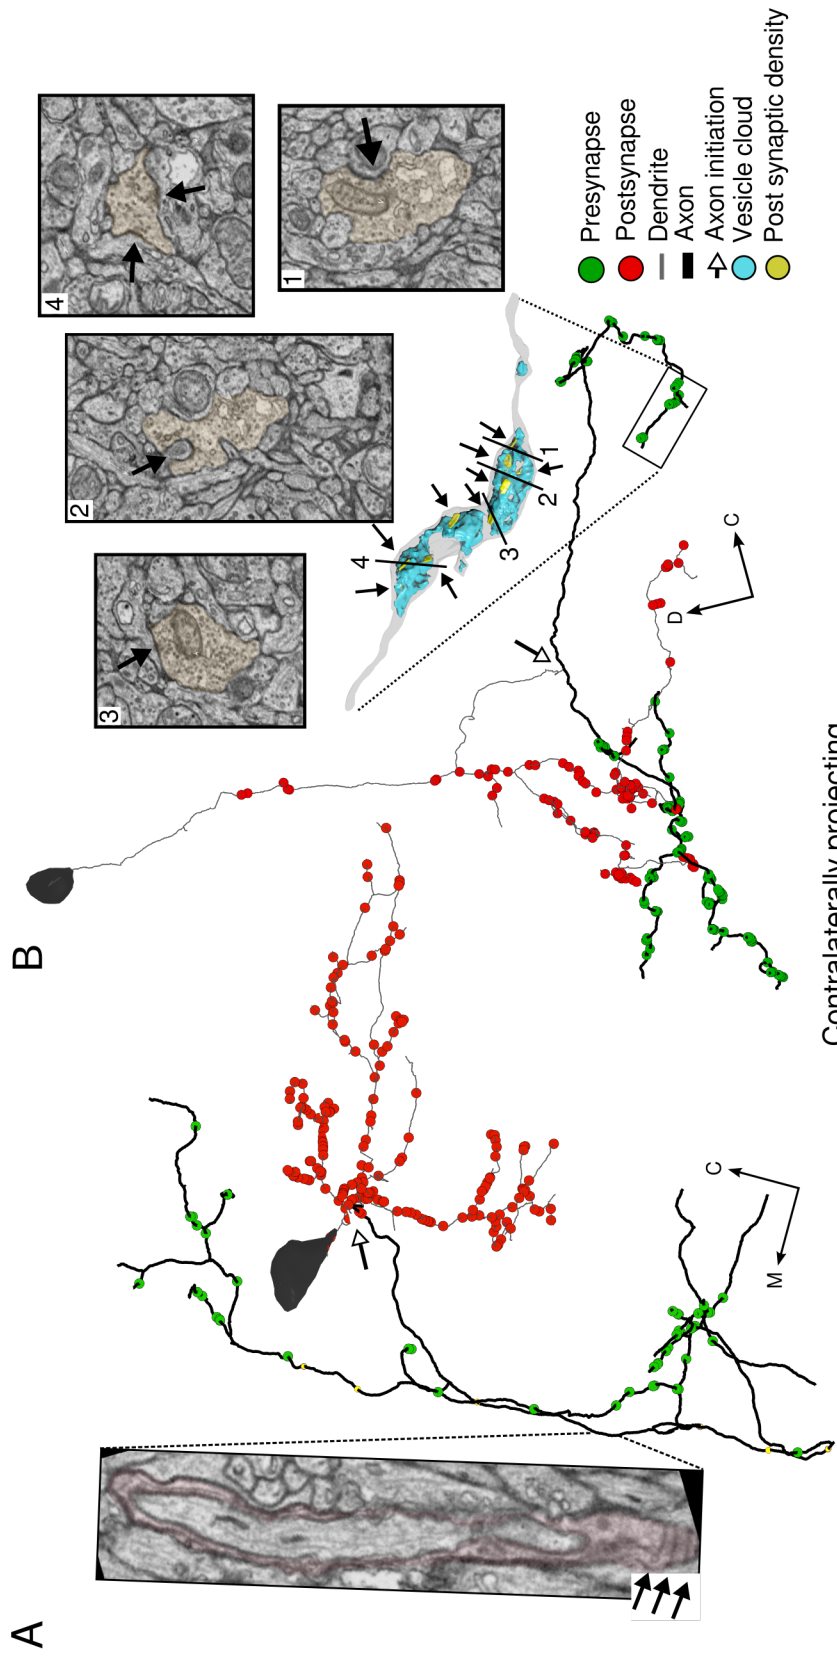 A
B
4
1
2
3
4
3
2
1
Presynapse
Postsynapse
Dendrite
Axon
Axon initiation
Vesicle cloud
Post synaptic density
M
C
D
C
Contralaterally projecting